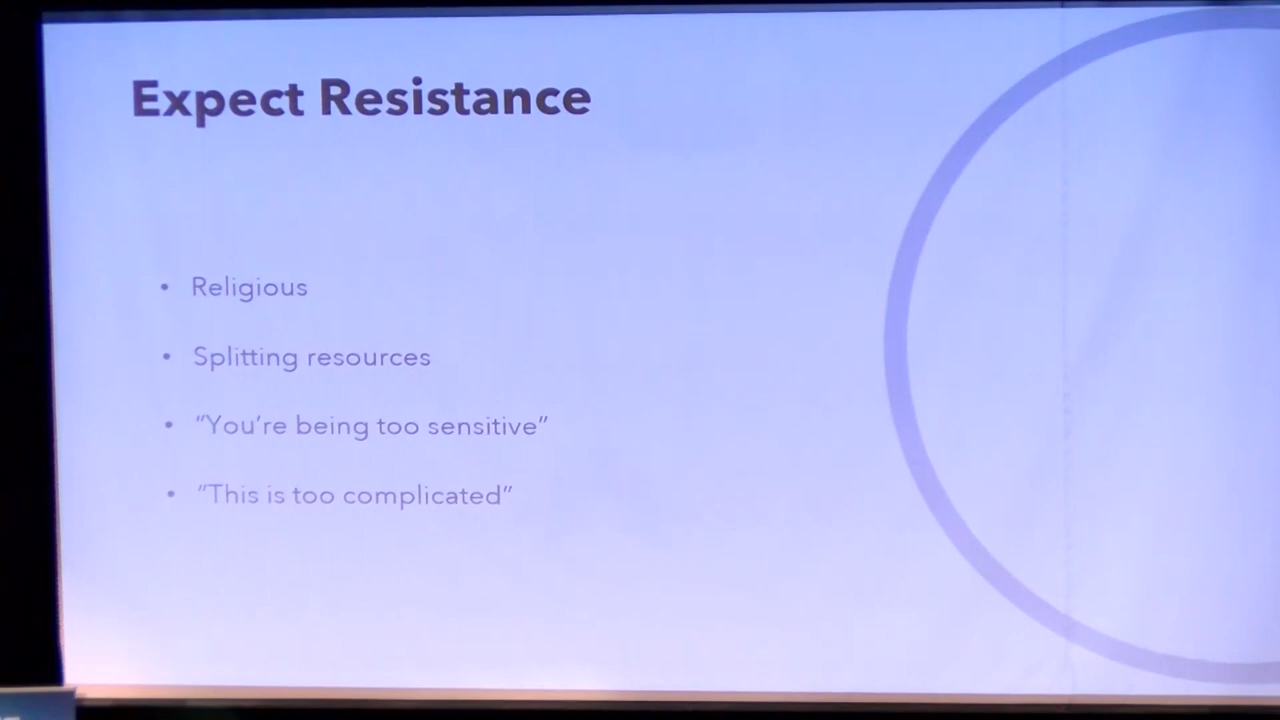 Expect Resistance
• Religious
• Splitting resources
• “You’re being too sensitive”
• “This is too complicated”